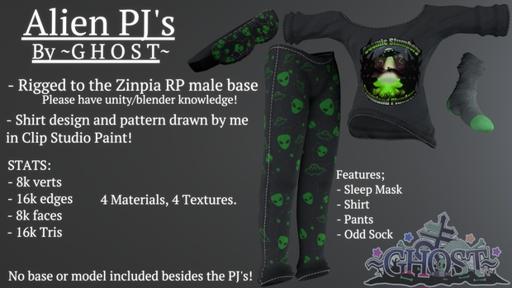 Alien PJ's
By ~G H O S T~
- Rigged to the Zinpia RP male base
Please have unity/blender knowledge!
- Shirt design and pattern drawn by me
in Clip Studio Paint!
STATS:
- 8k verts
- 16k edges
- 8k faces
- 16k Tris
4 Materials, 4 Textures.
No base or model included besides the PJ's!
Cosmic Slumbers
Features;
- Sleep Mask
- Shirt
- Pants
- Odd Sock
~GHOST~